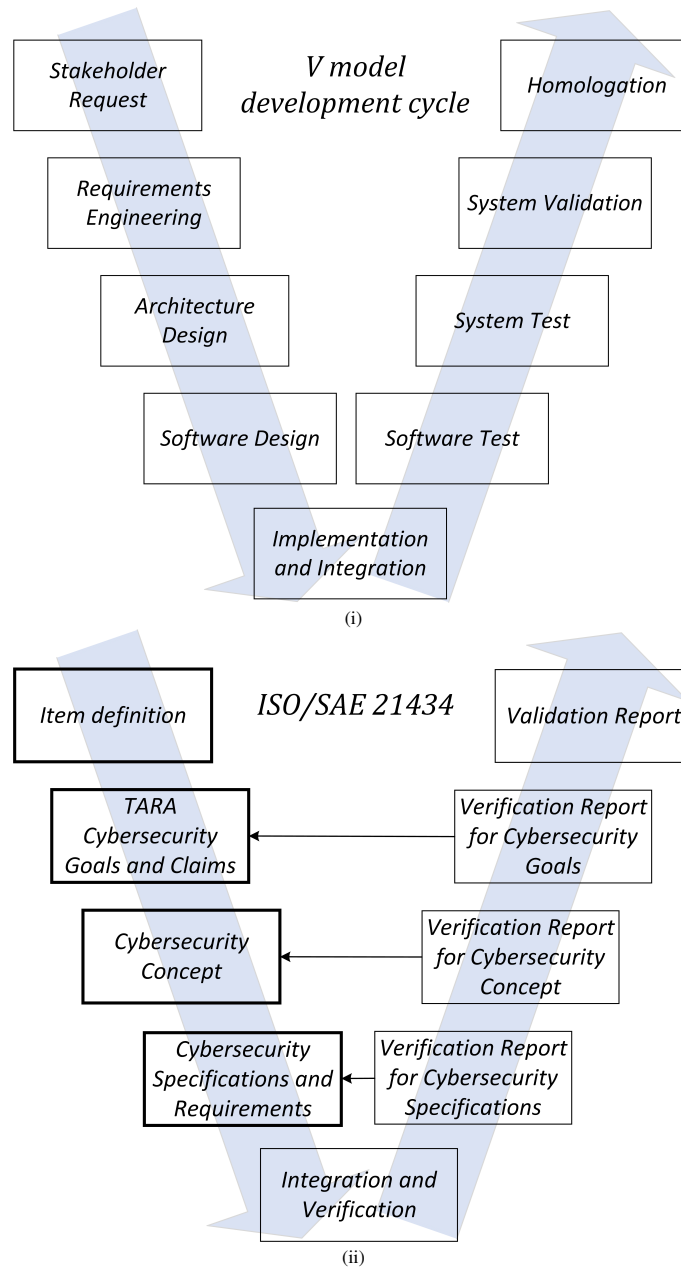 Stakeholder
Request
V model
development cycle
Homologation
Requirements
Engineering
System Validation
Architecture
Design
System Test
Software Design
Software Test
Implementation
and Integration
(i)
Item definition
ISO/SAE 21434
Validation Report
TARA
Cybersecurity
Goals and Claims
Verification Report
for Cybersecurity
Goals
Cybersecurity
Concept
Verification Report
for Cybersecurity
Concept
Cybersecurity
Specifications and
Requirements
Verification Report
for Cybersecurity
Specifications
Integration and
Verification
(ii)